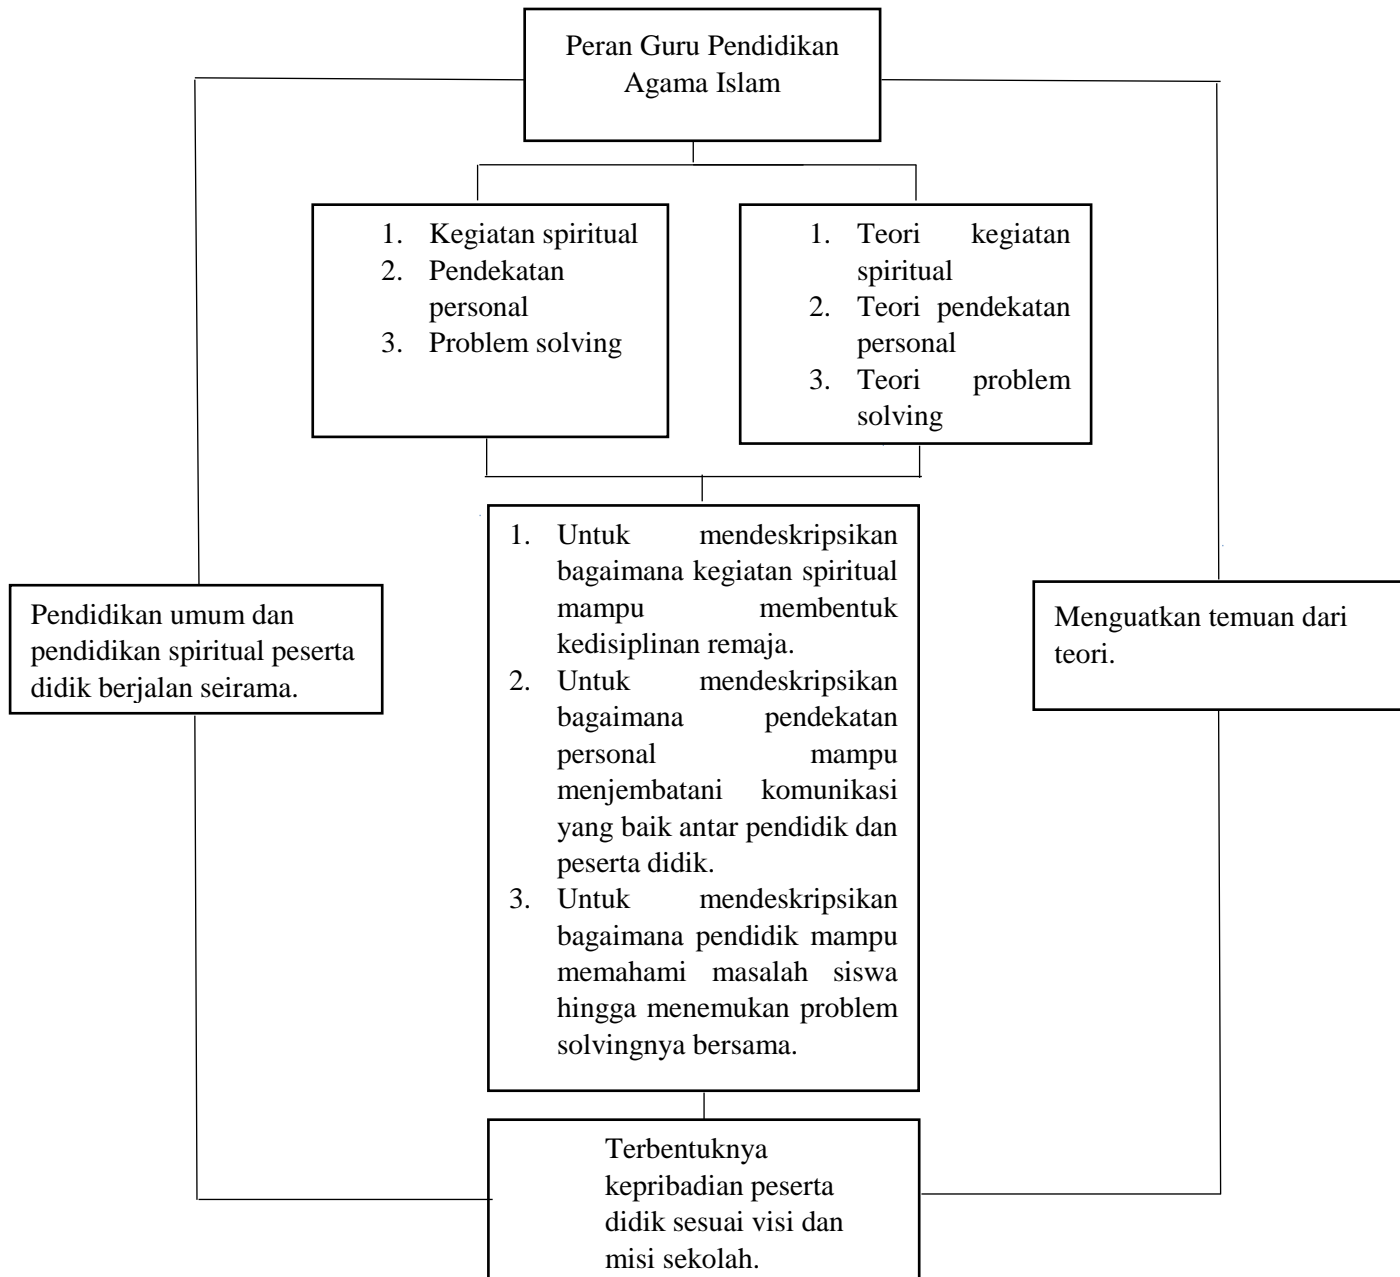 Peran Guru Pendidikan
Agama Islam
1. Kegiatan spiritual
2. Pendekatan
personal
3. Problem solving
1. Teori kegiatan
spiritual
2. Teori pendekatan
personal
3. Teori problem
solving
1. Untuk mendeskripsikan
bagaimana kegiatan spiritual
mampu membentuk
kedisiplinan remaja.
2. Untuk mendeskripsikan
bagaimana pendekatan
personal mampu
menjembatani komunikasi
yang baik antar pendidik dan
peserta didik.
3. Untuk mendeskripsikan
bagaimana pendidik mampu
memahami masalah siswa
hingga menemukan problem
solvingnya bersama.
Pendidikan umum dan
pendidikan spiritual peserta
didik berjalan seirama.
Menguatkan temuan dari
teori.
Terbentuknya
kepribadian peserta
didik sesuai visi dan
misi sekolah.